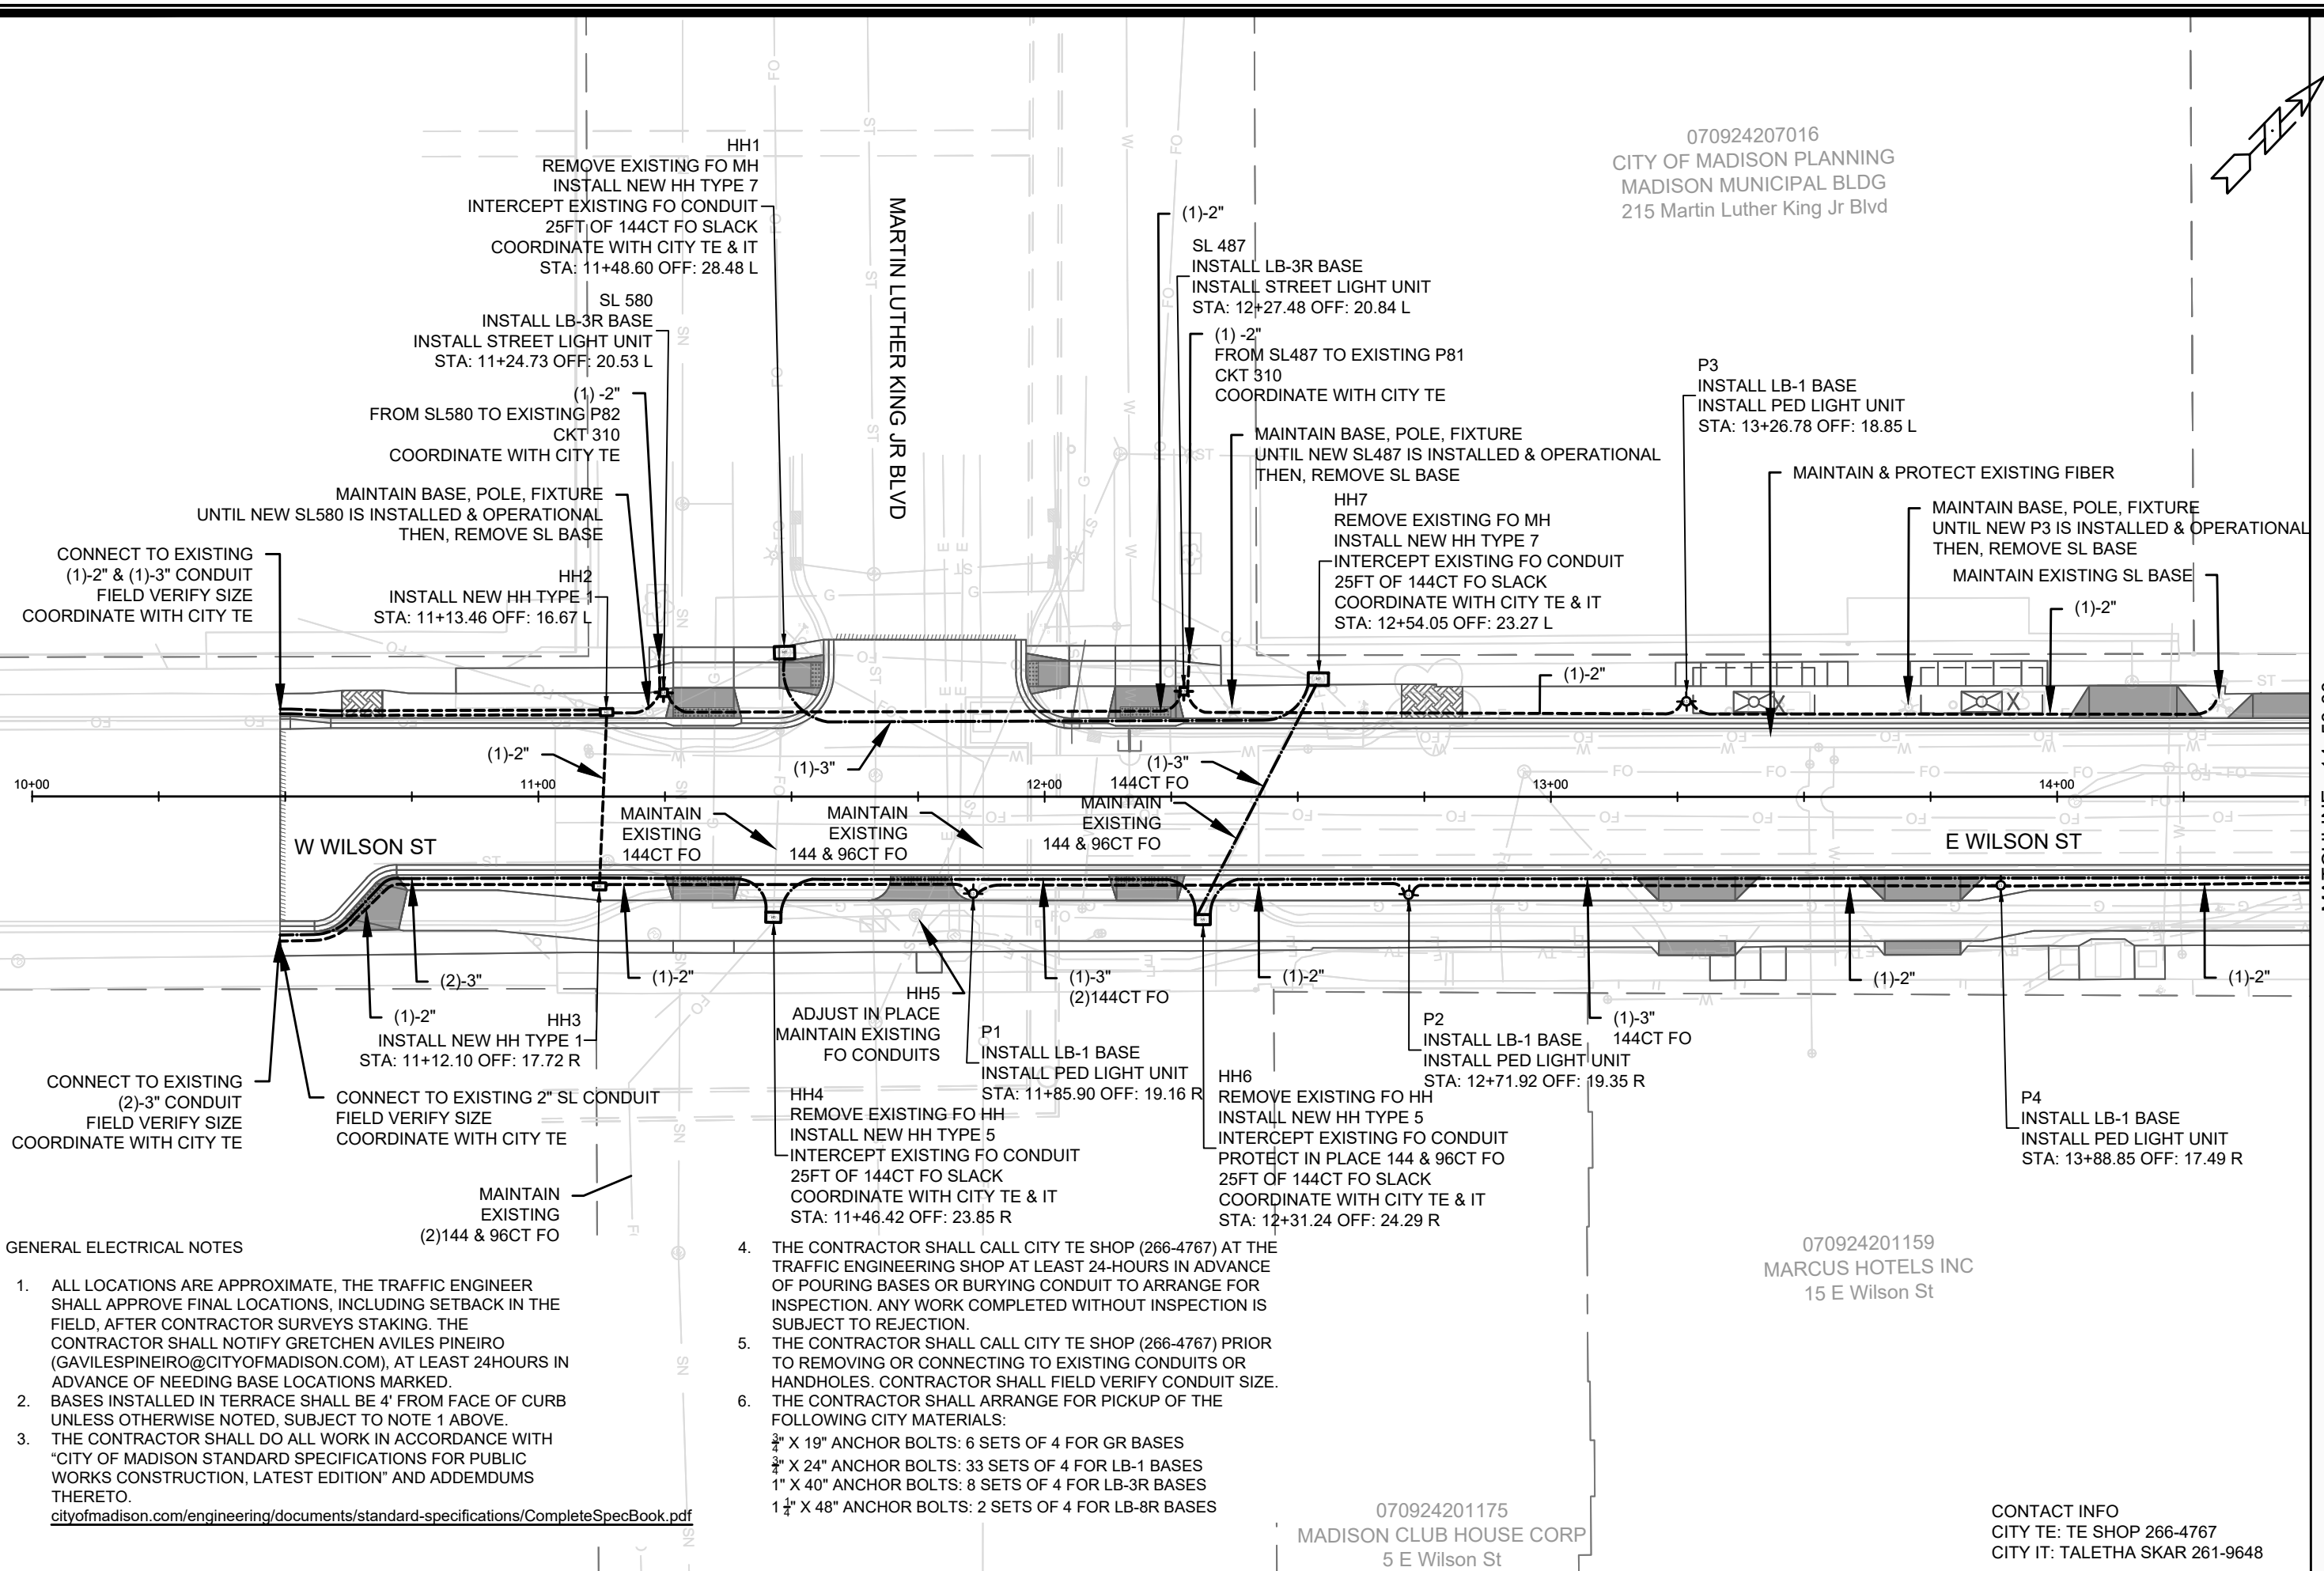 HH1
REMOVE EXISTING FO MH
INSTALL NEW HH TYPE 7
INTERCEPT EXISTING FO CONDUIT
25FT OF 144CT FO SLACK
COORDINATE WITH CITY TE & IT
STA: 11+48.60 OFF: 28.48 L
SL 580
INSTALL LB-3R BASE
INSTALL STREET LIGHT UNIT
STA: 11+24.73 OFF: 20.53 L
(1) -2"
FROM SL580 TO EXISTING P82
CKT 310
COORDINATE WITH CITY TE
MAINTAIN BASE, POLE, FIXTURE
UNTIL NEW SL580 IS INSTALLED & OPERATIONAL
THEN, REMOVE SL BASE
CONNECT TO EXISTING
(1)-2" & (1)-3" CONDUIT
FIELD VERIFY SIZE
COORDINATE WITH CITY TE
HH2
INSTALL NEW HH TYPE 1
STA: 11+13.46 OFF: 16.67 L
MARTIN LUTHER KING JR BLVD
(1)-2"
SL 487
INSTALL LB-3R BASE
INSTALL STREET LIGHT UNIT
STA: 12+27.48 OFF: 20.84 L
(1) -2"
FROM SL487 TO EXISTING P81
CKT 310
COORDINATE WITH CITY TE
MAINTAIN BASE, POLE, FIXTURE
UNTIL NEW SL487 IS INSTALLED & OPERATIONAL
THEN, REMOVE SL BASE
HH7
REMOVE EXISTING FO MH
INSTALL NEW HH TYPE 7
INTERCEPT EXISTING FO CONDUIT
25FT OF 144CT FO SLACK
COORDINATE WITH CITY TE & IT
STA: 12+54.05 OFF: 23.27 L
070924207016
CITY OF MADISON PLANNING
MADISON MUNICIPAL BLDG
215 Martin Luther King Jr Blvd
P3
INSTALL LB-1 BASE
INSTALL PED LIGHT UNIT
STA: 13+26.78 OFF: 18.85 L
MAINTAIN & PROTECT EXISTING FIBER
MAINTAIN BASE, POLE, FIXTURE
UNTIL NEW P3 IS INSTALLED & OPERATIONAL
THEN, REMOVE SL BASE
MAINTAIN EXISTING SL BASE
(1)-2"
(1)-2"
(1)-2"
(1)-3"
(1)-3"
144CT FO
10+00
11+00
12+00
13+00
14+00
MAINTAIN
EXISTING
144CT FO
MAINTAIN
EXISTING
144 & 96CT FO
MAINTAIN
EXISTING
144 & 96CT FO
W WILSON ST
E WILSON ST
(2)-3"
(1)-2"
(1)-2"
(1)-3"
(2)144CT FO
(1)-2"
(1)-3"
144CT FO
(1)-2"
(1)-2"
HH3
INSTALL NEW HH TYPE 1
STA: 11+12.10 OFF: 17.72 R
HH5
ADJUST IN PLACE
MAINTAIN EXISTING
FO CONDUITS
P1
INSTALL LB-1 BASE
INSTALL PED LIGHT UNIT
STA: 11+85.90 OFF: 19.16 R
P2
INSTALL LB-1 BASE
INSTALL PED LIGHT UNIT
STA: 12+71.92 OFF: 19.35 R
CONNECT TO EXISTING
(2)-3" CONDUIT
FIELD VERIFY SIZE
COORDINATE WITH CITY TE
CONNECT TO EXISTING 2" SL CONDUIT
FIELD VERIFY SIZE
COORDINATE WITH CITY TE
HH4
REMOVE EXISTING FO HH
INSTALL NEW HH TYPE 5
INTERCEPT EXISTING FO CONDUIT
25FT OF 144CT FO SLACK
COORDINATE WITH CITY TE & IT
STA: 11+46.42 OFF: 23.85 R
HH6
REMOVE EXISTING FO HH
INSTALL NEW HH TYPE 5
INTERCEPT EXISTING FO CONDUIT
PROTECT IN PLACE 144 & 96CT FO
25FT OF 144CT FO SLACK
COORDINATE WITH CITY TE & IT
STA: 12+31.24 OFF: 24.29 R
P4
INSTALL LB-1 BASE
INSTALL PED LIGHT UNIT
STA: 13+88.85 OFF: 17.49 R
MAINTAIN
EXISTING
(2)144 & 96CT FO
GENERAL ELECTRICAL NOTES
1. ALL LOCATIONS ARE APPROXIMATE, THE TRAFFIC ENGINEER
SHALL APPROVE FINAL LOCATIONS, INCLUDING SETBACK IN THE
FIELD, AFTER CONTRACTOR SURVEYS STAKING. THE
CONTRACTOR SHALL NOTIFY GRETCHEN AVILES PINEIRO
(GAVILESPINEIRO@CITYOFMADISON.COM), AT LEAST 24HOURS IN
ADVANCE OF NEEDING BASE LOCATIONS MARKED.
2. BASES INSTALLED IN TERRACE SHALL BE 4' FROM FACE OF CURB
UNLESS OTHERWISE NOTED, SUBJECT TO NOTE 1 ABOVE.
3. THE CONTRACTOR SHALL DO ALL WORK IN ACCORDANCE WITH
“CITY OF MADISON STANDARD SPECIFICATIONS FOR PUBLIC
WORKS CONSTRUCTION, LATEST EDITION” AND ADDEMDUMS
THERETO.
cityofmadison.com/engineering/documents/standard-specifications/CompleteSpecBook.pdf
4. THE CONTRACTOR SHALL CALL CITY TE SHOP (266-4767) AT THE
TRAFFIC ENGINEERING SHOP AT LEAST 24-HOURS IN ADVANCE
OF POURING BASES OR BURYING CONDUIT TO ARRANGE FOR
INSPECTION. ANY WORK COMPLETED WITHOUT INSPECTION IS
SUBJECT TO REJECTION.
5. THE CONTRACTOR SHALL CALL CITY TE SHOP (266-4767) PRIOR
TO REMOVING OR CONNECTING TO EXISTING CONDUITS OR
HANDHOLES. CONTRACTOR SHALL FIELD VERIFY CONDUIT SIZE.
6. THE CONTRACTOR SHALL ARRANGE FOR PICKUP OF THE
FOLLOWING CITY MATERIALS:
3/4" X 19" ANCHOR BOLTS: 6 SETS OF 4 FOR GR BASES
3/4" X 24" ANCHOR BOLTS: 33 SETS OF 4 FOR LB-1 BASES
1" X 40" ANCHOR BOLTS: 8 SETS OF 4 FOR LB-3R BASES
1 1/4" X 48" ANCHOR BOLTS: 2 SETS OF 4 FOR LB-8R BASES
070924201159
MARCUS HOTELS INC
15 E Wilson St
070924201175
MADISON CLUB HOUSE CORP
5 E Wilson St
CONTACT INFO
CITY TE: TE SHOP 266-4767
CITY IT: TALETHA SKAR 261-9648